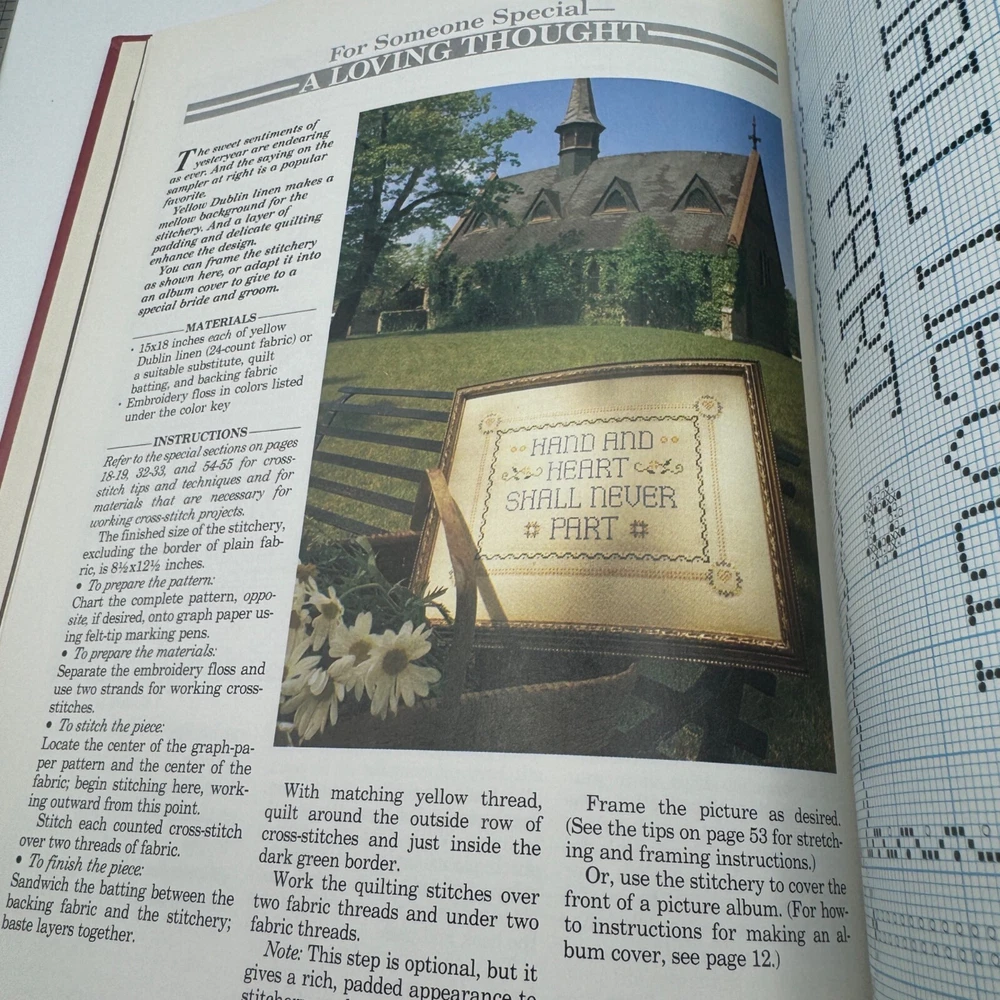 For Someone Special—
A LOVING THOUGHT
The sweet sentiments of
yesteryear are endearing
as ever. And the saying on the
sampler at right is a popular
favorite.
Yellow Dublin linen makes a
mellow background for the
stitchery. And a layer of
padding and delicate quilting
enhance the design.
You can frame the stitchery
as shown here, or adapt it into
an album cover to give to a
special bride and groom.
MATERIALS
· 15x18 inches each of yellow
Dublin linen (24-count fabric) or
a suitable substitute, quilt
batting, and backing fabric
· Embroidery floss in colors listed
under the color key
INSTRUCTIONS
Refer to the special sections on pages
18-19, 32-33, and 54-55 for cross-
stitch tips and techniques and for
materials that are necessary for
working cross-stitch projects.
The finished size of the stitchery,
excluding the border of plain fab-
ric, is 8½x12½ inches.
• To prepare the pattern:
Chart the complete pattern, oppo-
site, if desired, onto graph paper us-
ing felt-tip marking pens.
• To prepare the materials:
Separate the embroidery floss and
use two strands for working cross-
stitches.
• To stitch the piece:
Locate the center of the graph-pa-
per pattern and the center of the
fabric; begin stitching here, work-
ing outward from this point.
Stitch each counted cross-stitch
over two threads of fabric.
• To finish the piece:
Sandwich the batting between the
backing fabric and the stitchery;
baste layers together.
HAND AND
HEART
SHALL NEVER
PART
With matching yellow thread,
quilt around the outside row of
cross-stitches and just inside the
dark green border.
Work the quilting stitches over
two fabric threads and under two
fabric threads.
Note: This step is optional, but it
gives a rich, padded appearance to
Frame the picture as desired.
(See the tips on page 53 for stretch-
ing and framing instructions.)
Or, use the stitchery to cover the
front of a picture album. (For how-
to instructions for making an al-
bum cover, see page 12.)